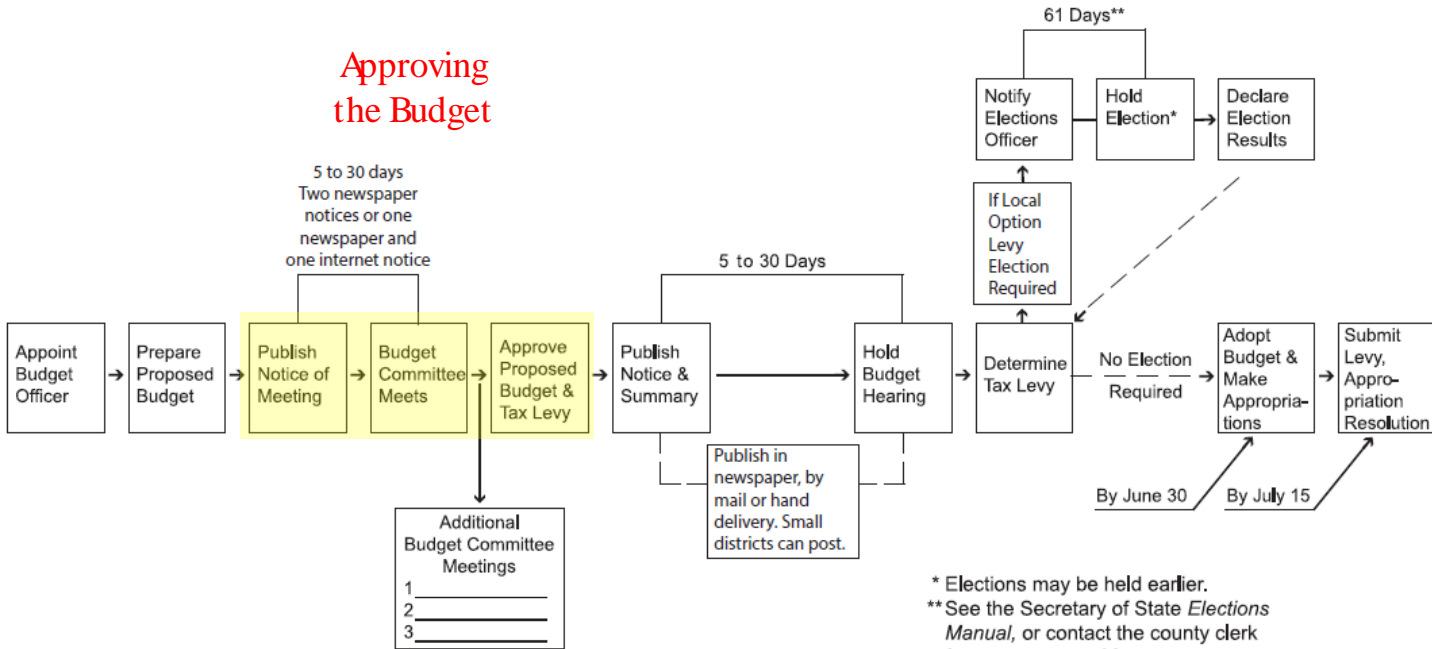 Approving
the Budget
61 Days**
Notify
Elections
Officer
Hold
Election*
Declare
Election
Results
5 to 30 days
Two newspaper
notices or one
newspaper and
one internet notice
If Local
Option
Levy
Election
Required
5 to 30 Days
Appoint
Budget
Officer
Prepare
Proposed
Budget
Publish
Notice of
Meeting
Budget
Committee
Meets
Approve
Proposed
Budget &
Tax Levy
Publish
Notice &
Summary
Hold
Budget
Hearing
Determine
Tax Levy
No Election
Required
Adopt
Budget &
Make
Appropria-
tions
Submit
Levy,
Appro-
priation
Resolution
Publish in
newspaper, by
mail or hand
delivery. Small
districts can post.
By June 30
By July 15
Additional
Budget Committee
Meetings
1
2
3
* Elections may be held earlier.
** See the Secretary of State Elections
Manual, or contact the county clerk